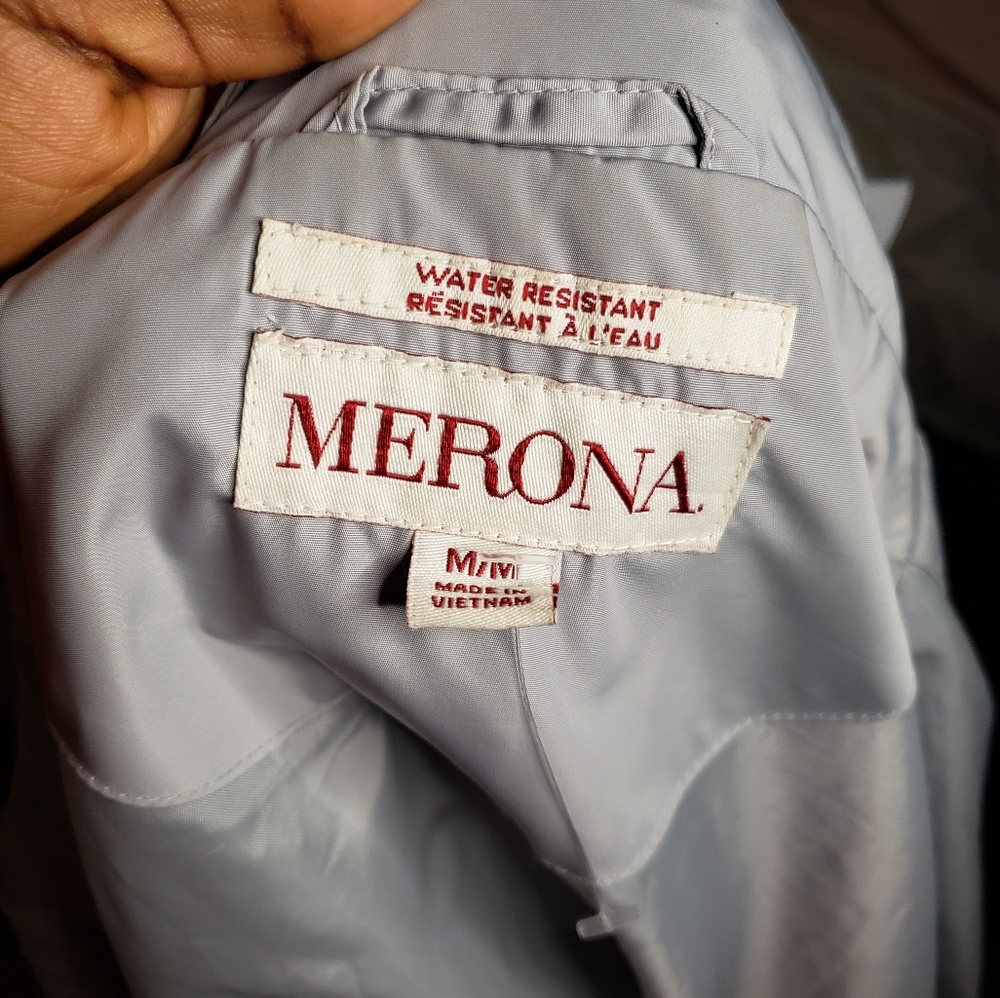 WATER RESISTANT
RÉSISTANT À L'EAU
MERONA.
M/M
MADE IN
VIETNAM